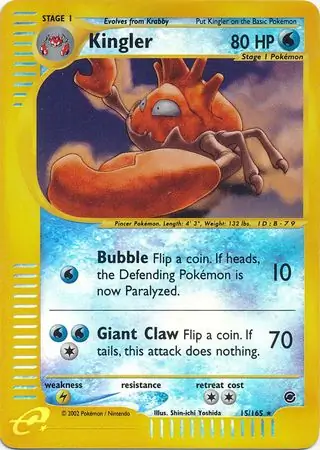 STAGE 1
Evolves from Krabby
Put Kingler on the Basic Pokémon
Kingler
80 HP
Stage 1 Pokémon
Pincer Pokémon. Length: 4' 3", Weight: 132 lbs. ID: B-79
Bubble Flip a coin. If heads,
the Defending Pokémon is
now Paralyzed.
10
Giant Claw Flip a coin. If
tails, this attack does nothing.
70
weakness
resistance
retreat cost
e
© 2002 Pokémon / Nintendo
Illus. Shin-ichi Yoshida
15/165 ★